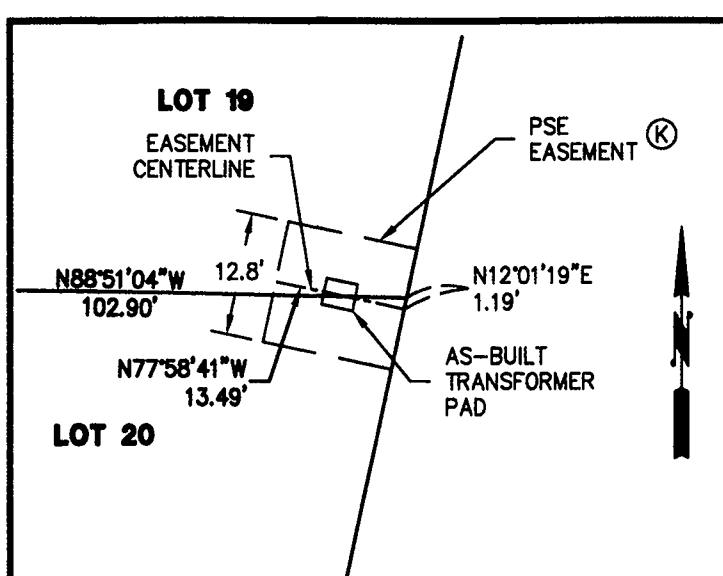 LOT 19
EASEMENT
CENTERLINE
PSE
EASEMENT
K
12.8'
N88°51'04"W
102.90'
N12°01'19"E
1.19'
N77°58'41"W
13.49'
AS-BUILT
TRANSFORMER
PAD
LOT 20
N